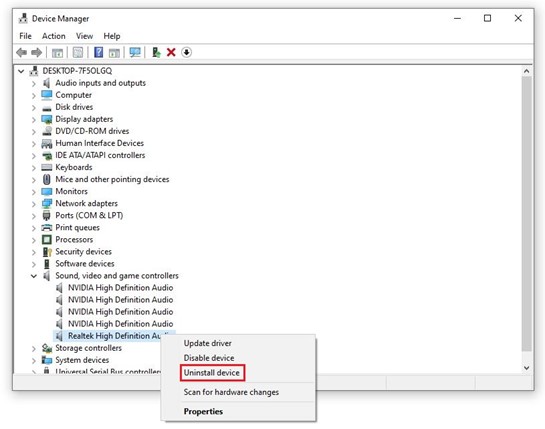 Device Manager
File Action View Help
DESKTOP-7F5OLGQ
Audio inputs and outputs
Computer
Disk drives
Display adapters
DVD/CD-ROM drives
Human Interface Devices
IDE ATA/ATAPI controllers
Keyboards
Mice and other pointing devices
Monitors
Network adapters
Ports (COM & LPT)
Print queues
Processors
Security devices
Software devices
Sound, video and game controllers
NVIDIA High Definition Audio
NVIDIA High Definition Audio
NVIDIA High Definition Audio
NVIDIA High Definition Audio
Realtek High Definition Au
Storage controllers
System devices
Universal Serial Bus controllers
Update driver
Disable device
Uninstall device
Scan for hardware changes
Properties